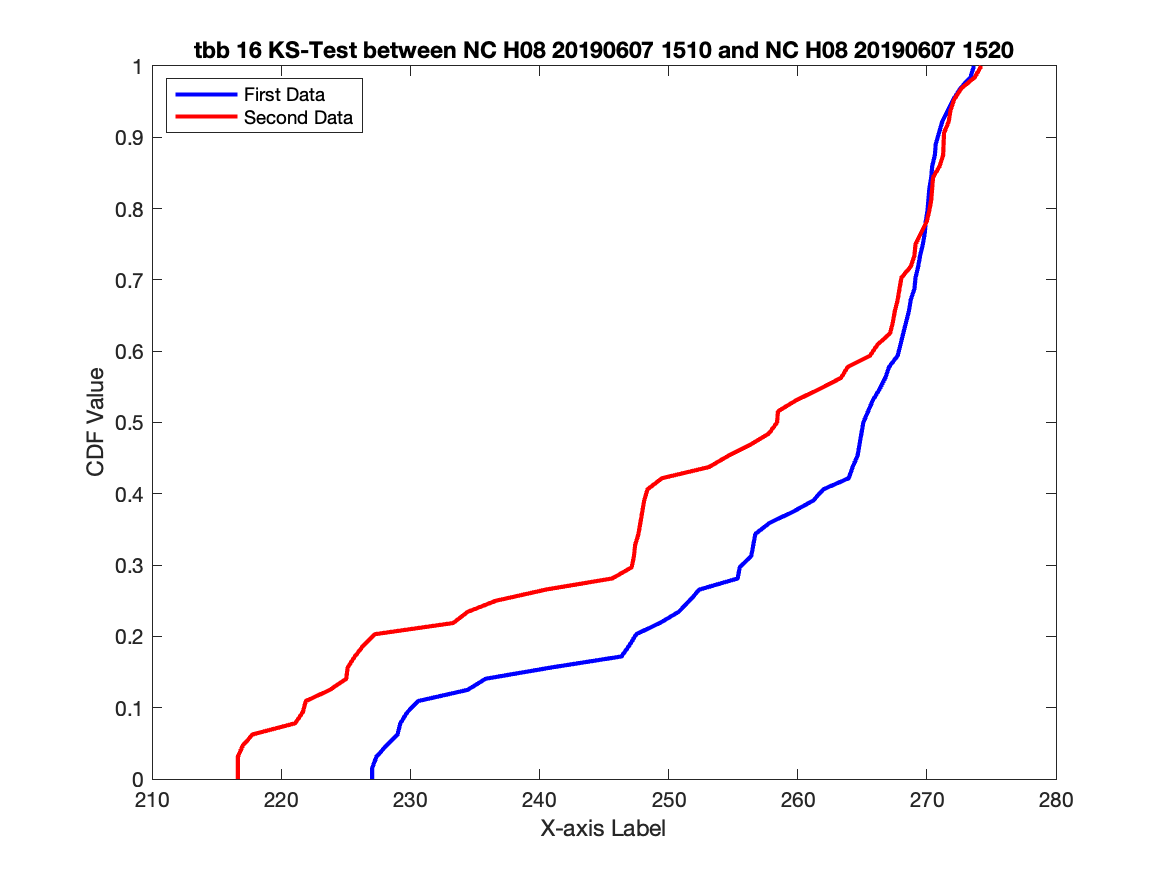 tbb 16 KS-Test between NC H08 20190607 1510 and NC H08 20190607 1520
First Data
Second Data
1
0.9
0.8
0.7
0.6
0.5
0.4
0.3
0.2
0.1
0
CDF Value
210 220 230 240 250 260 270 280
X-axis Label